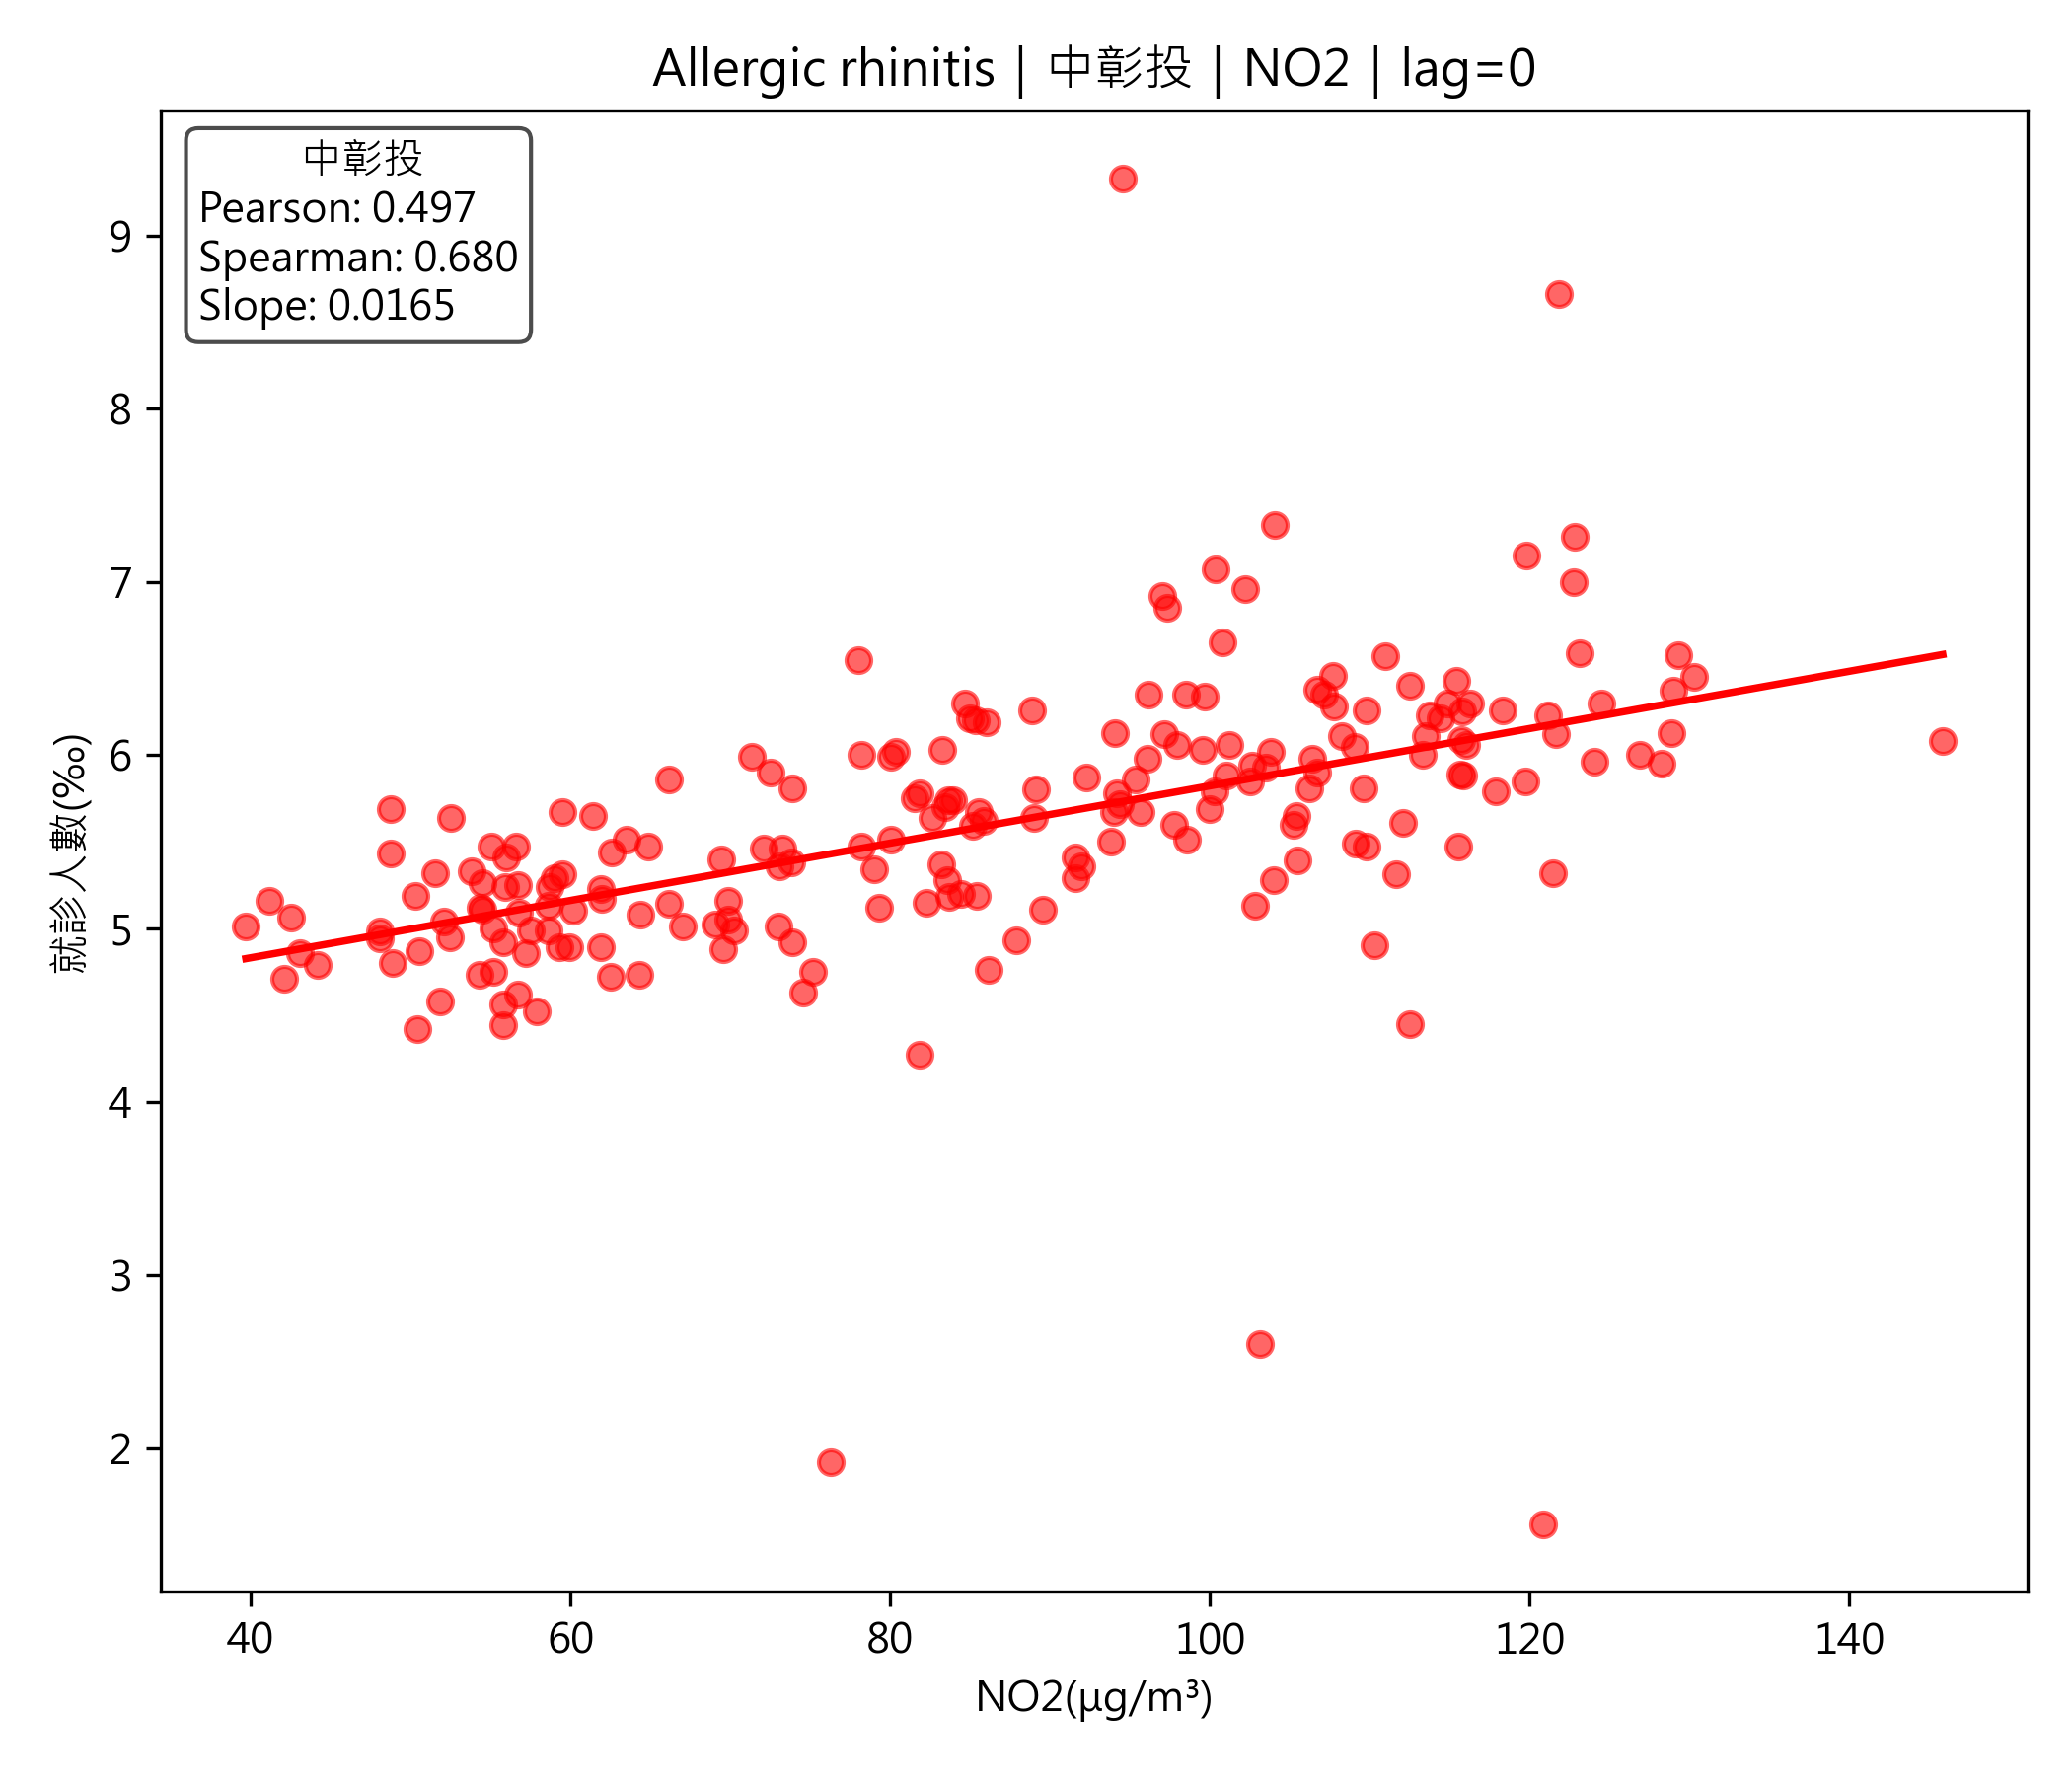 Allergic rhinitis | 中彰投 | NO2 | lag=0
中彰投
Pearson: 0.497
Spearman: 0.680
Slope: 0.0165
9
8
7
6
5
4
3
2
就診人數(‰)
40 60 80 100 120 140
NO2(μg/m³)